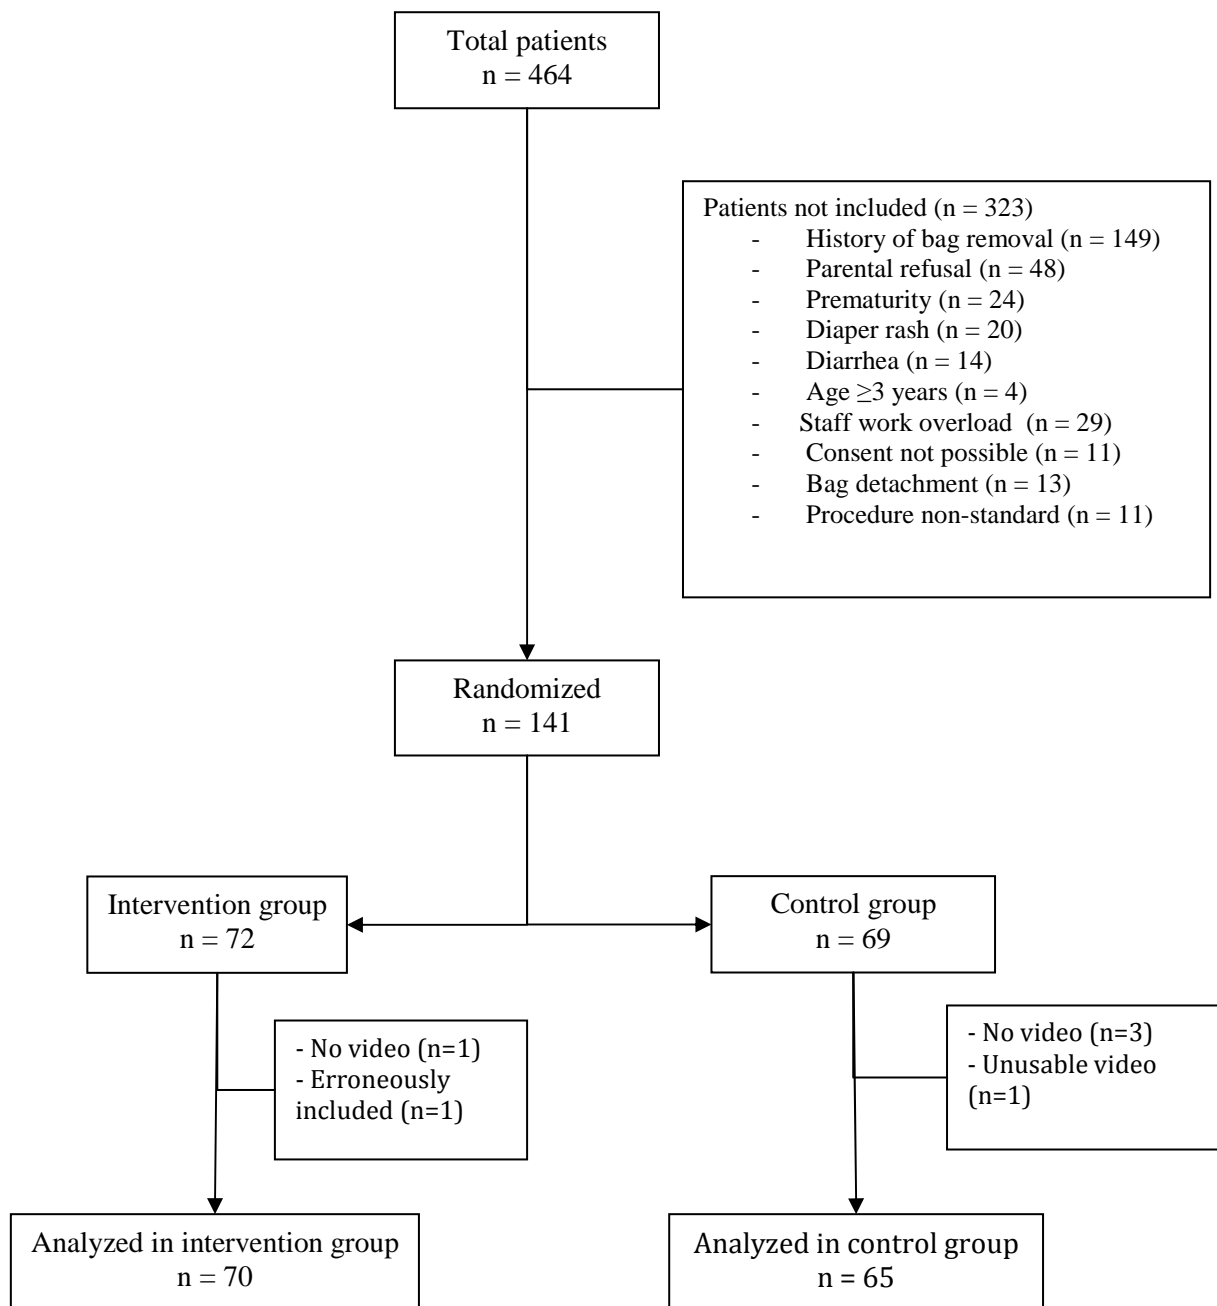 Total patients
n = 464
Patients not included (n = 323)
- History of bag removal (n = 149)
- Parental refusal (n = 48)
- Prematurity (n = 24)
- Diaper rash (n = 20)
- Diarrhea (n = 14)
- Age ≥3 years (n = 4)
- Staff work overload (n = 29)
- Consent not possible (n = 11)
- Bag detachment (n = 13)
- Procedure non-standard (n = 11)
Randomized
n = 141
Intervention group
n = 72
Control group
n = 69
- No video (n=1)
- Erroneously
included (n=1)
- No video (n=3)
- Unusable video
(n=1)
Analyzed in intervention group
n = 70
Analyzed in control group
n = 65